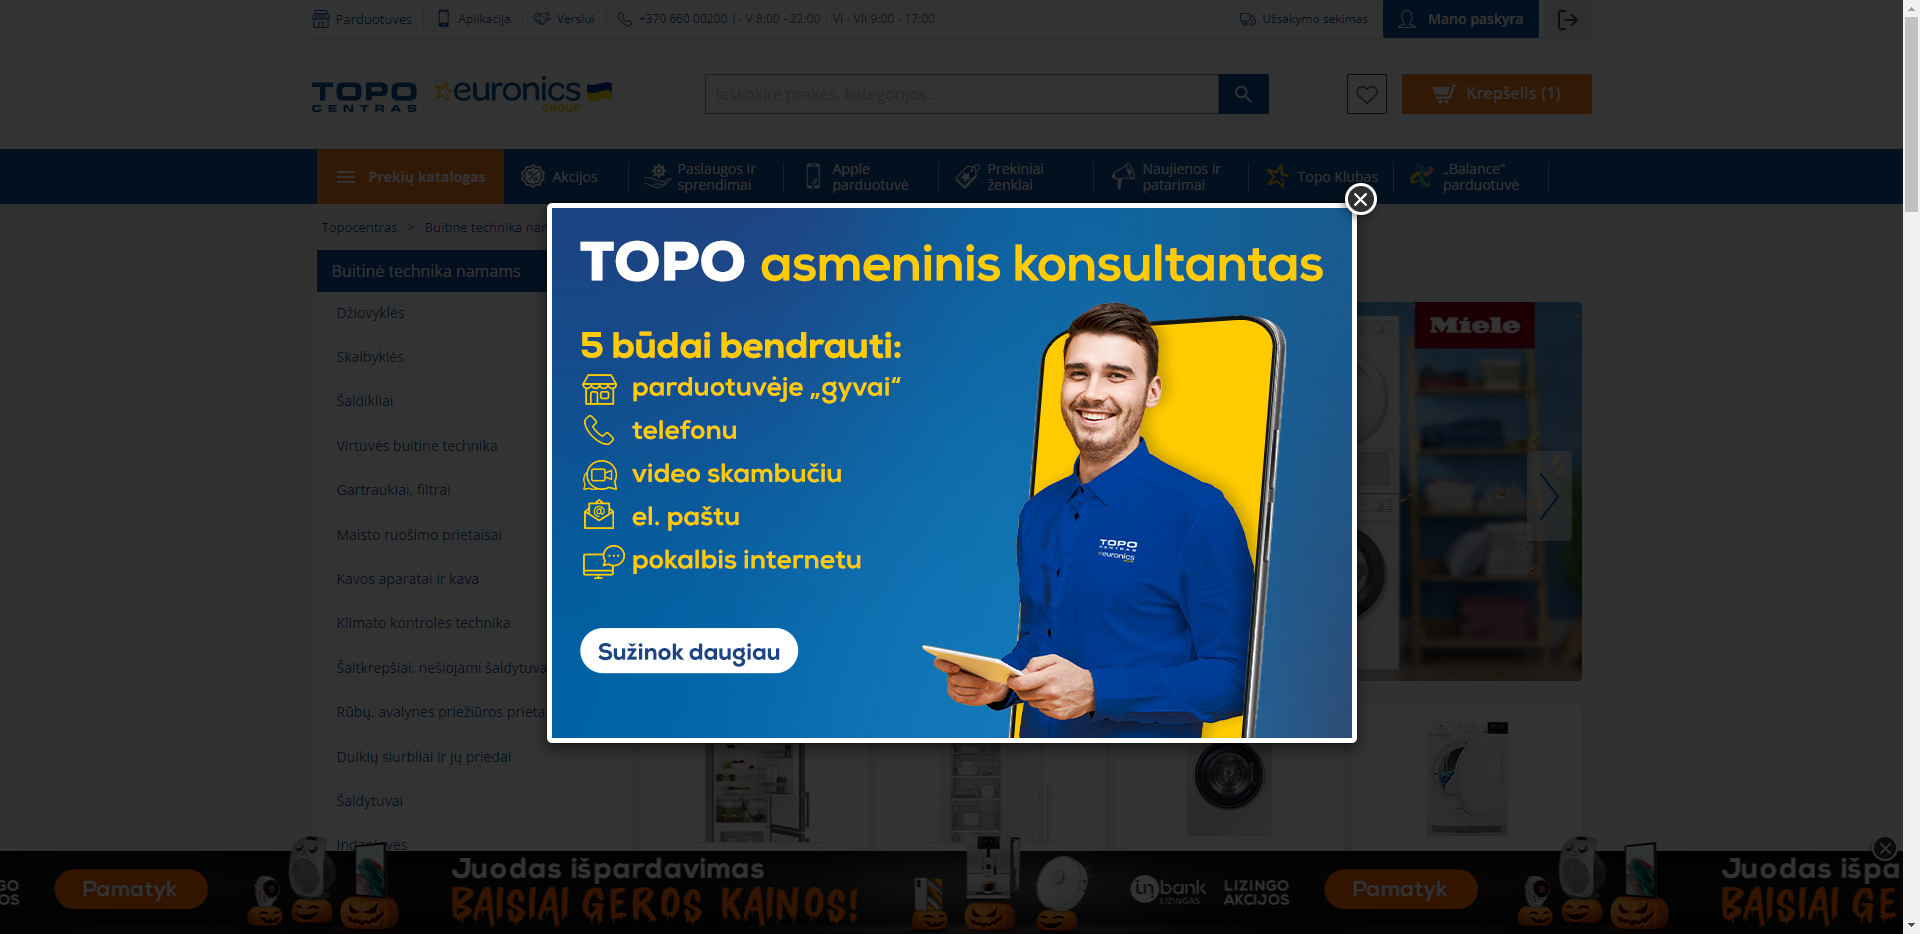 Parduotuvės
Aplikacija
Verslui
+370 660 00200 I - V 8:00 - 22:00 | VI - VII 9:00 - 17:00
Užsakymo sekimas
Mano paskyra
TOPO CENTRAS
euronics GROUP
Ieškokite prekės, kategorijos...
Krepšelis (1)
Prekių katalogas
Akcijos
Paslaugos ir sprendimai
Apple parduotuvė
Prekiniai ženklai
Naujienos ir patarimai
Topo Klubas
„Balance“ parduotuvė
Topocentras > Buitinė technika
Buitinė technika namams
Džiovyklės
Skalbyklės
Šaldikliai
Virtuvės buitinė technika
Gartraukiai, filtrai
Maisto ruošimo prietaisai
Kavos aparatai ir kava
Klimato kontrolės technika
Šaltkrepšiai, nešiojami šaldytuva
Rūbų, avalynės priežiūros prieta
Dulkių siurbliai ir jų priedai
Šaldytuvai
Miele
TOPO asmeninis konsultantas
5 būdai bendrauti:
parduotuvėje „gyvai“
telefonu
video skambučiu
el. paštu
pokalbis internetu
Sužinok daugiau
TOPO
CENTRAS
euronics
Pamatyk
Juodas išpardavimas
BAISIAI GEROS KAINOS!
inbank
LIZINGAS
LIZINGO
AKCIJOS
Pamatyk
Juodas išpa
BAISIAI GE